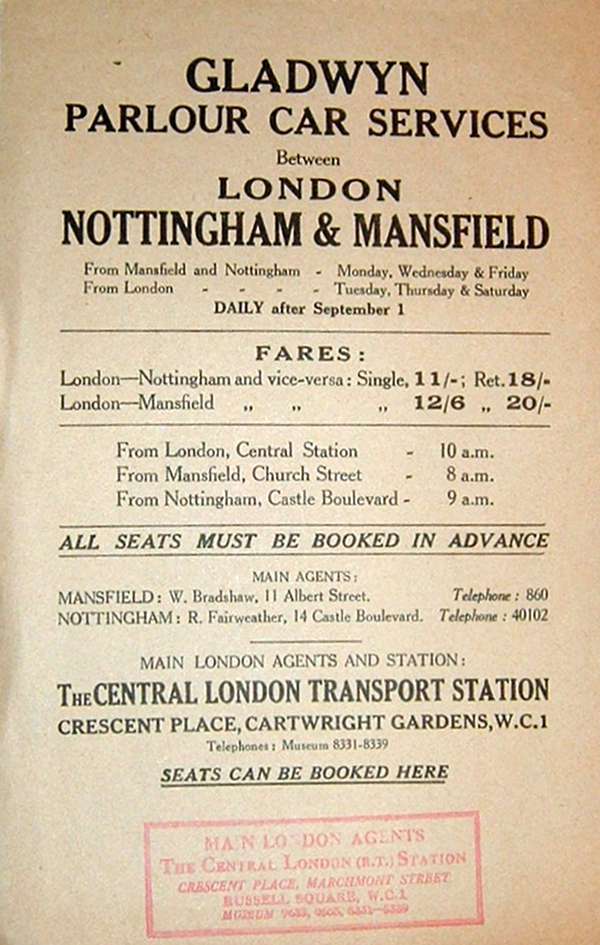 GLADWYN
PARLOUR CAR SERVICES
Between
LONDON
NOTTINGHAM & MANSFIELD
From Mansfield and Nottingham - Monday, Wednesday & Friday
From London - - - - Tuesday, Thursday & Saturday
DAILY after September 1
FARES:
London—Nottingham and vice-versa: Single, 11/-; Ret. 18/-
London—Mansfield „ „ „ 12/6 „ 20/-
From London, Central Station - 10 a.m.
From Mansfield, Church Street - 8 a.m.
From Nottingham, Castle Boulevard - 9 a.m.
ALL SEATS MUST BE BOOKED IN ADVANCE
MAIN AGENTS:
MANSFIELD: W. Bradshaw, 11 Albert Street. Telephone: 860
NOTTINGHAM: R. Fairweather, 14 Castle Boulevard. Telephone: 40102
MAIN LONDON AGENTS AND STATION:
The CENTRAL LONDON TRANSPORT STATION
CRESCENT PLACE, CARTWRIGHT GARDENS, W.C.1
Telephones: Museum 8331-8339
SEATS CAN BE BOOKED HERE
MAIN LONDON AGENTS
THE CENTRAL LONDON (R.T.) STATION
CRESCENT PLACE, MARCHMONT STREET
RUSSELL SQUARE, W.C.1
MUSEUM